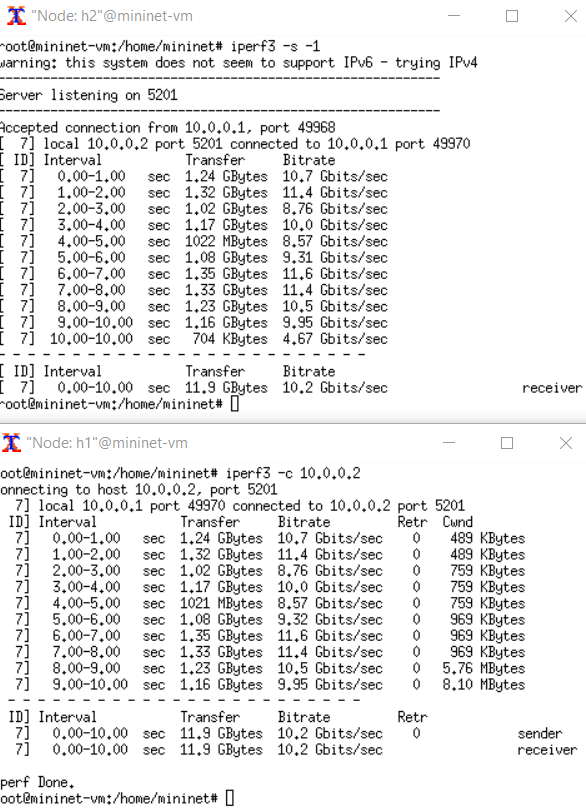 "Node: h2"@mininet-vm
root@mininet-vm:/home/mininet# iperf3 -s -1
warning: this system does not seem to support IPv6 - trying IPv4
-----------------------------------------------------------
Server listening on 5201
-----------------------------------------------------------
Accepted connection from 10.0.0.1, port 49968
[  7] local 10.0.0.2 port 5201 connected to 10.0.0.1 port 49970
[ ID] Interval           Transfer     Bitrate
[  7]   0.00-1.00   sec  1.24 GBytes  10.7 Gbits/sec
[  7]   1.00-2.00   sec  1.32 GBytes  11.4 Gbits/sec
[  7]   2.00-3.00   sec  1.02 GBytes  8.76 Gbits/sec
[  7]   3.00-4.00   sec  1.17 GBytes  10.0 Gbits/sec
[  7]   4.00-5.00   sec  1022 MBytes  8.57 Gbits/sec
[  7]   5.00-6.00   sec  1.08 GBytes  9.31 Gbits/sec
[  7]   6.00-7.00   sec  1.35 GBytes  11.6 Gbits/sec
[  7]   7.00-8.00   sec  1.33 GBytes  11.4 Gbits/sec
[  7]   8.00-9.00   sec  1.23 GBytes  10.5 Gbits/sec
[  7]   9.00-10.00  sec  1.16 GBytes  9.95 Gbits/sec
[  7]  10.00-10.00  sec   704 KBytes  4.67 Gbits/sec
- - - - - - - - - - - - - - - - - - - - - - - - -
[ ID] Interval           Transfer     Bitrate
[  7]   0.00-10.00  sec  11.9 GBytes  10.2 Gbits/sec                  receiver
root@mininet-vm:/home/mininet#
"Node: h1"@mininet-vm
oot@mininet-vm:/home/mininet# iperf3 -c 10.0.0.2
onnecting to host 10.0.0.2, port 5201
  7] local 10.0.0.1 port 49970 connected to 10.0.0.2 port 5201
 ID] Interval           Transfer     Bitrate         Retr  Cwnd
  7]   0.00-1.00   sec  1.24 GBytes  10.7 Gbits/sec    0    489 KBytes
  7]   1.00-2.00   sec  1.32 GBytes  11.4 Gbits/sec    0    489 KBytes
  7]   2.00-3.00   sec  1.02 GBytes  8.76 Gbits/sec    0    759 KBytes
  7]   3.00-4.00   sec  1.17 GBytes  10.0 Gbits/sec    0    759 KBytes
  7]   4.00-5.00   sec  1021 MBytes  8.57 Gbits/sec    0    759 KBytes
  7]   5.00-6.00   sec  1.08 GBytes  9.32 Gbits/sec    0    969 KBytes
  7]   6.00-7.00   sec  1.35 GBytes  11.6 Gbits/sec    0    969 KBytes
  7]   7.00-8.00   sec  1.33 GBytes  11.4 Gbits/sec    0    969 KBytes
  7]   8.00-9.00   sec  1.23 GBytes  10.5 Gbits/sec    0   5.76 MBytes
  7]   9.00-10.00  sec  1.16 GBytes  9.95 Gbits/sec    0   8.10 MBytes
 - - - - - - - - - - - - - - - - - - - - - - - - -
 ID] Interval           Transfer     Bitrate         Retr
  7]   0.00-10.00  sec  11.9 GBytes  10.2 Gbits/sec    0             sender
  7]   0.00-10.00  sec  11.9 GBytes  10.2 Gbits/sec                  receiver
perf Done.
oot@mininet-vm:/home/mininet#